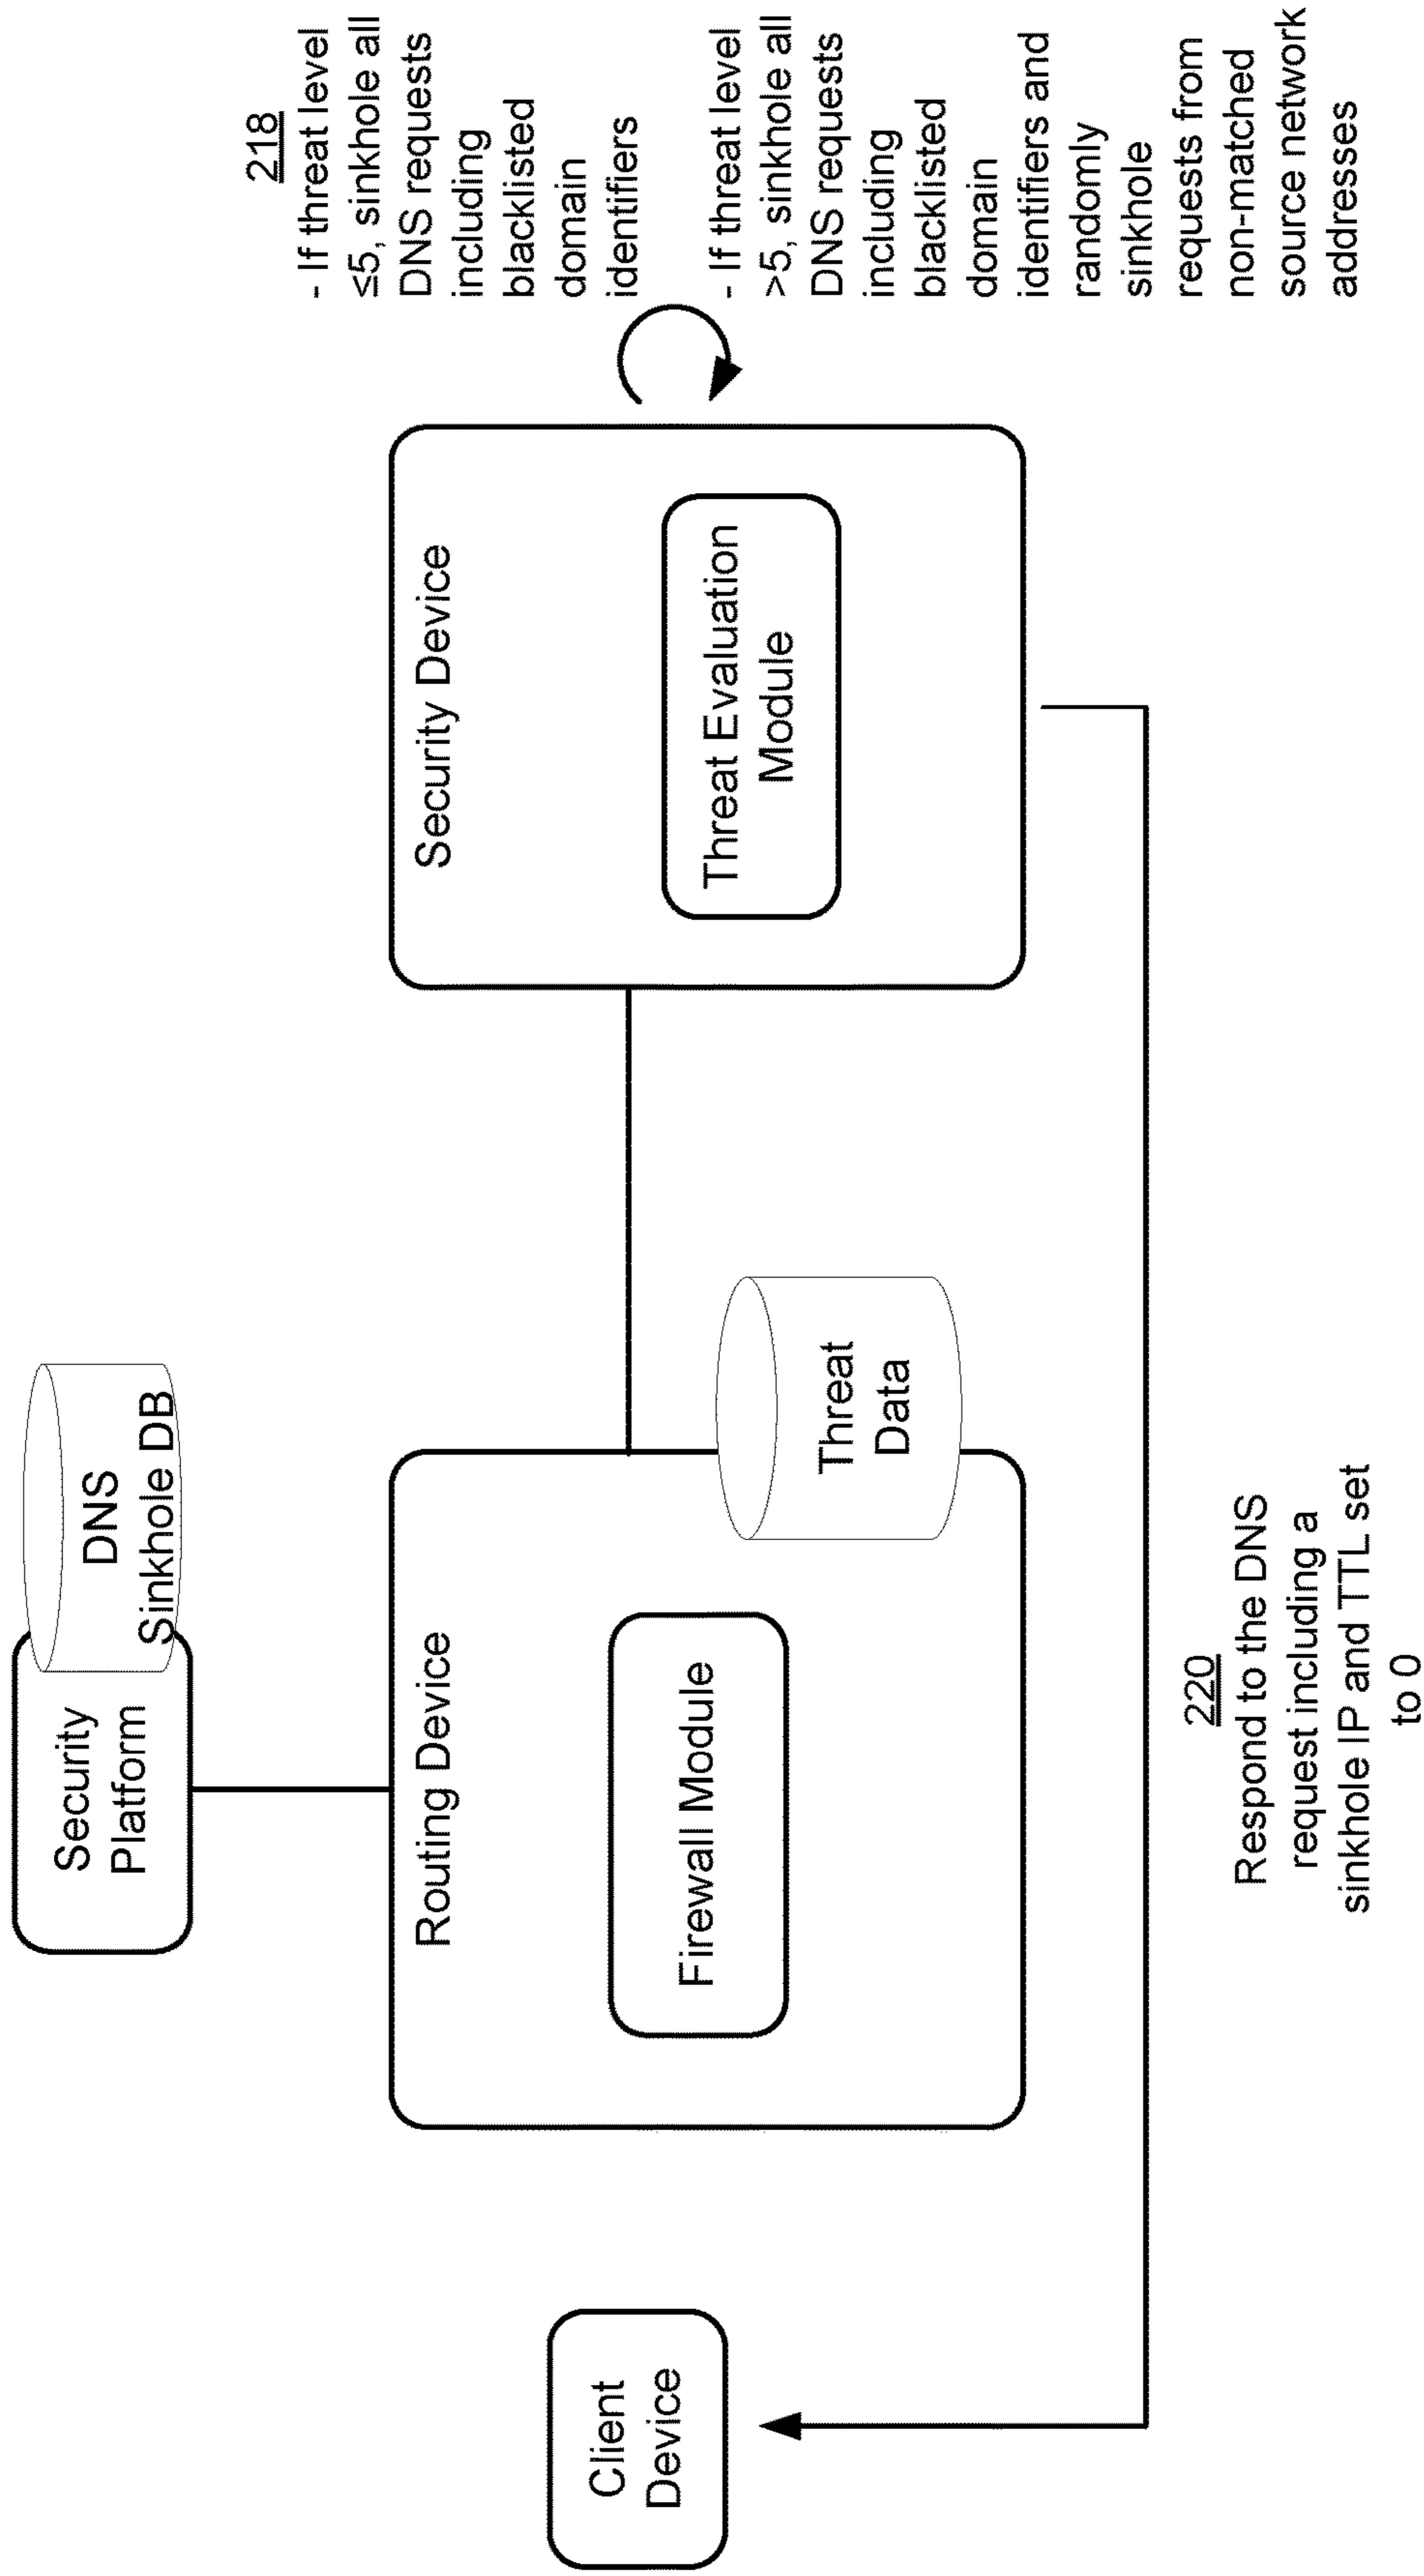 Security
Platform
DNS
Sinkhole DB
Client
Device
Routing Device
Firewall Module
Threat
Data
Security Device
Threat Evaluation
Module
218
- If threat level
≤5, sinkhole all
DNS requests
including
blacklisted
domain
identifiers
- If threat level
>5, sinkhole all
DNS requests
including
blacklisted
domain
identifiers and
randomly
sinkhole
requests from
non-matched
source network
addresses
220
Respond to the DNS
request including a
sinkhole IP and TTL set
to 0